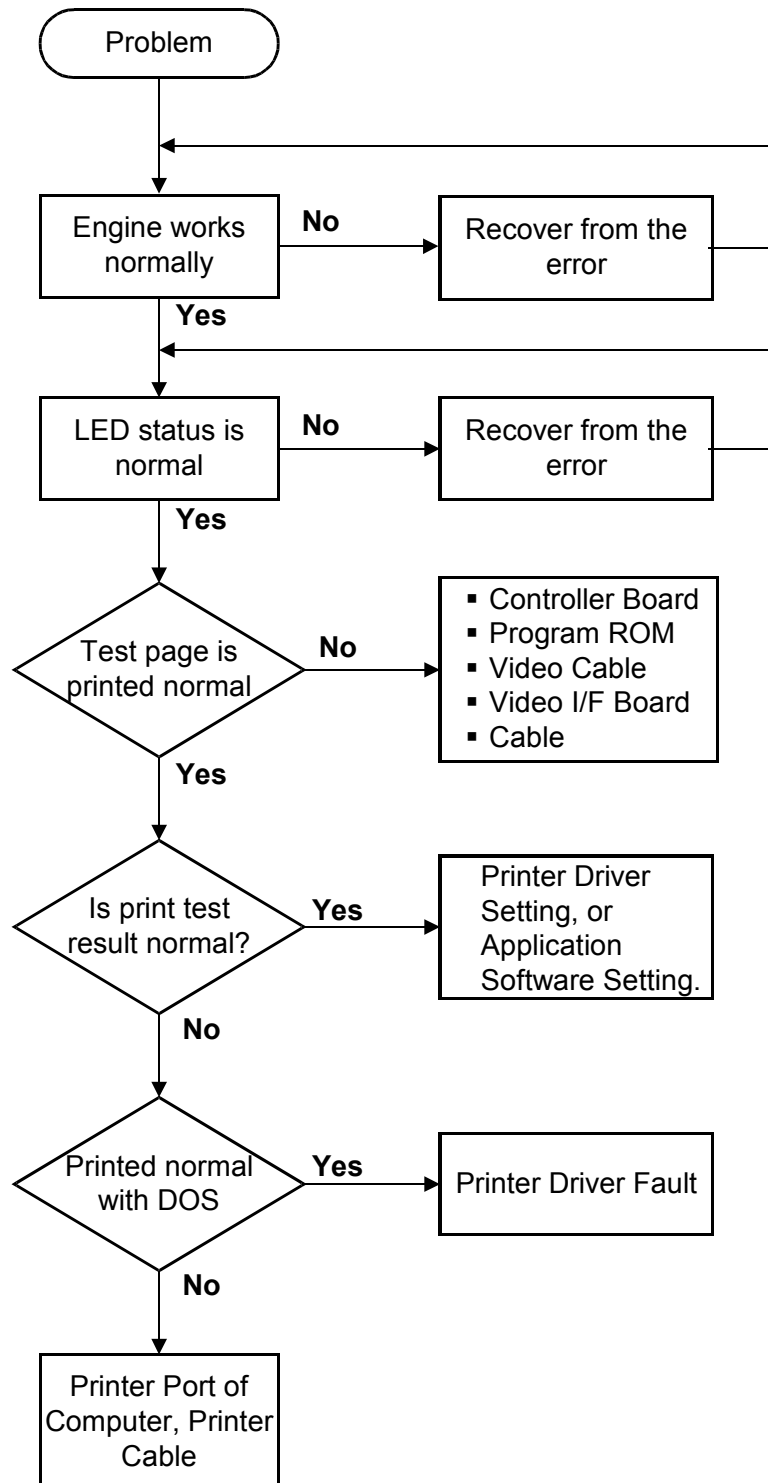 Problem
Engine works
normally
No
Recover from the
error
Yes
LED status is
normal
No
Recover from the
error
Yes
Test page is
printed normal
No
▪ Controller Board
▪ Program ROM
▪ Video Cable
▪ Video I/F Board
▪ Cable
Yes
Is print test
result normal?
Yes
Printer Driver
Setting, or
Application
Software Setting.
No
Printed normal
with DOS
Yes
Printer Driver Fault
No
Printer Port of
Computer, Printer
Cable